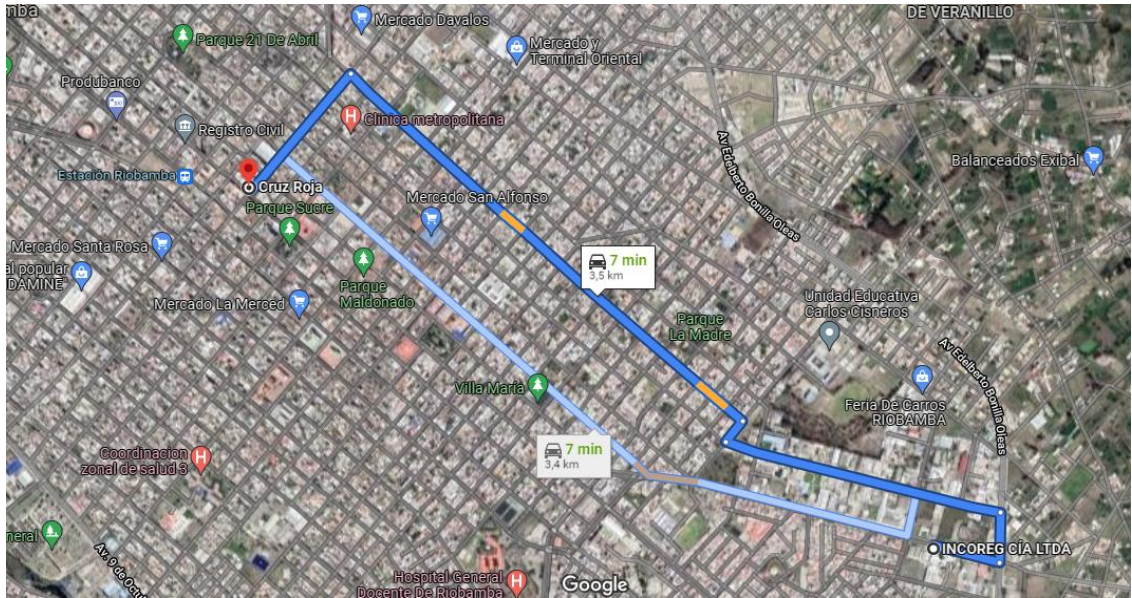 mba
DE VERANILLO
Mercado Davalos
Parque 21 De Abril
Mercado y
Terminal Oriental
Produbanco
Clínica metropolitana
Registro Civil
Av Edelberto Bonilla Oleas
Balanceados Exibal
Estación Riobamba
Cruz Roja
Mercado San Alfonso
Parque Sucre
Mercado Santa Rosa
7 min
3,5 km
al popular
DAMINE"
Parque
Maldonado
Mercado La Merced
Unidad Educativa
Carlos Cisneros
Parque
La Madre
Av Edelberto Bonilla Oleas
Villa María
Feria De Carros
RIOBAMBA
7 min
3,4 km
Coordinacion
zonal de salud 3
neral
Av. 9 de Octu
INCOREG CÍA LTDA
Hospital General
Docente De Riobamba
Google